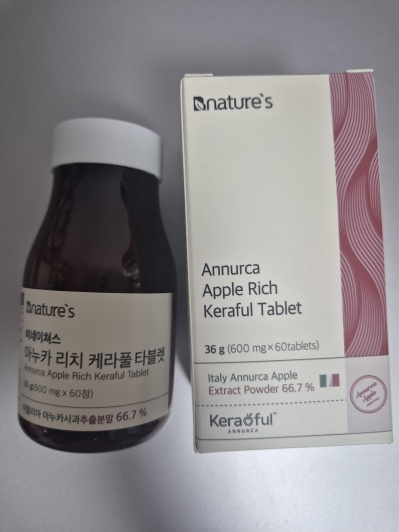 Bnature's
비네이쳐스
아누카 리치 케라풀 타블렛
Annurca Apple Rich Keraful Tablet
36 g(600 mg x 60정)
이탈리아 아누카사과추출분말 66.7 %
Bnature's
Annurca
Apple Rich
Keraful Tablet
36 g (600 mg×60tablets)
Italy Annurca Apple
Extract Powder 66.7 %
Keraful™
ANNURCA
Annurca
Apple